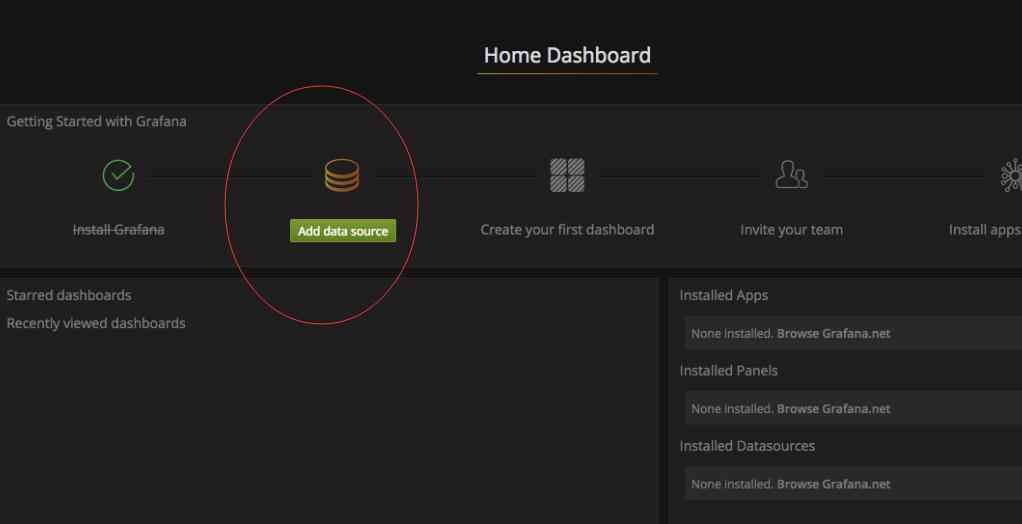 Home Dashboard
Getting Started with Grafana
Install Grafana
Add data source
Create your first dashboard
Invite your team
Install apps
Starred dashboards
Recently viewed dashboards
Installed Apps
None installed. Browse Grafana.net
Installed Panels
None installed. Browse Grafana.net
Installed Datasources
None installed. Browse Grafana.net